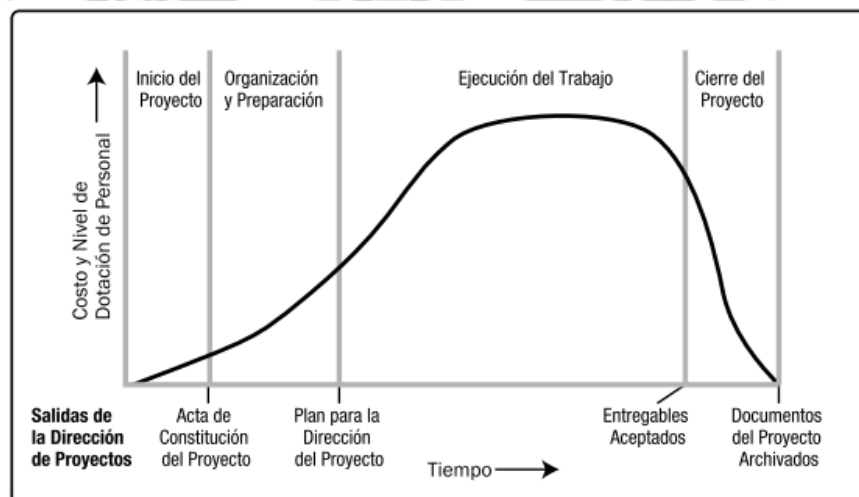 Inicio del
Proyecto
Organización
y Preparación
Ejecución del Trabajo
Cierre del
Proyecto
Costo y Nivel de
Dotación de Personal
Salidas de
la Dirección
de Proyectos
Acta de
Constitución
del Proyecto
Plan para la
Dirección
del Proyecto
Entregables
Aceptados
Documentos
del Proyecto
Archivados
Tiempo